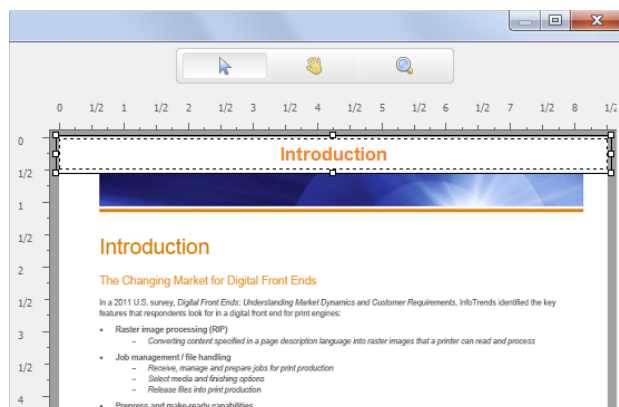 0 1/2 1 1/2 2 1/2 3 1/2 4 1/2 5 1/2 6 1/2 7 1/2 8 1/2
0
Introduction
1/2
1
1/2
Introduction
2
The Changing Market for Digital Front Ends
1/2
In a 2011 U.S. survey, Digital Front Ends: Understanding Market Dynamics and Customer Requirements, InfoTrends identified the key
features that respondents look for in a digital front end for print engines:
3
• Raster image processing (RIP)
– Converting content specified in a page description language into raster images that a printer can read and process
1/2
• Job management / file handling
– Receive, manage and prepare jobs for print production
– Select media and finishing options
– Release files into print production
4
• Prepress and make-ready capabilities